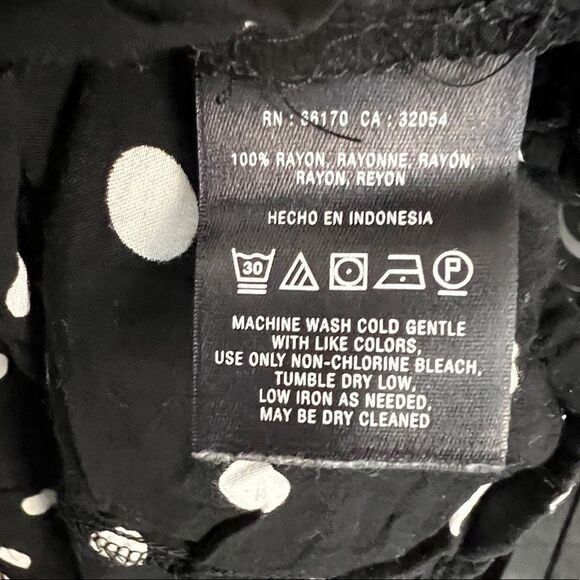 RN : 36170 CA : 32054
100% RAYON, RAYONNE, RAYÓN,
RAYON, REYON
HECHO EN INDONESIA
30 P
MACHINE WASH COLD GENTLE
WITH LIKE COLORS,
USE ONLY NON-CHLORINE BLEACH,
TUMBLE DRY LOW,
LOW IRON AS NEEDED,
MAY BE DRY CLEANED